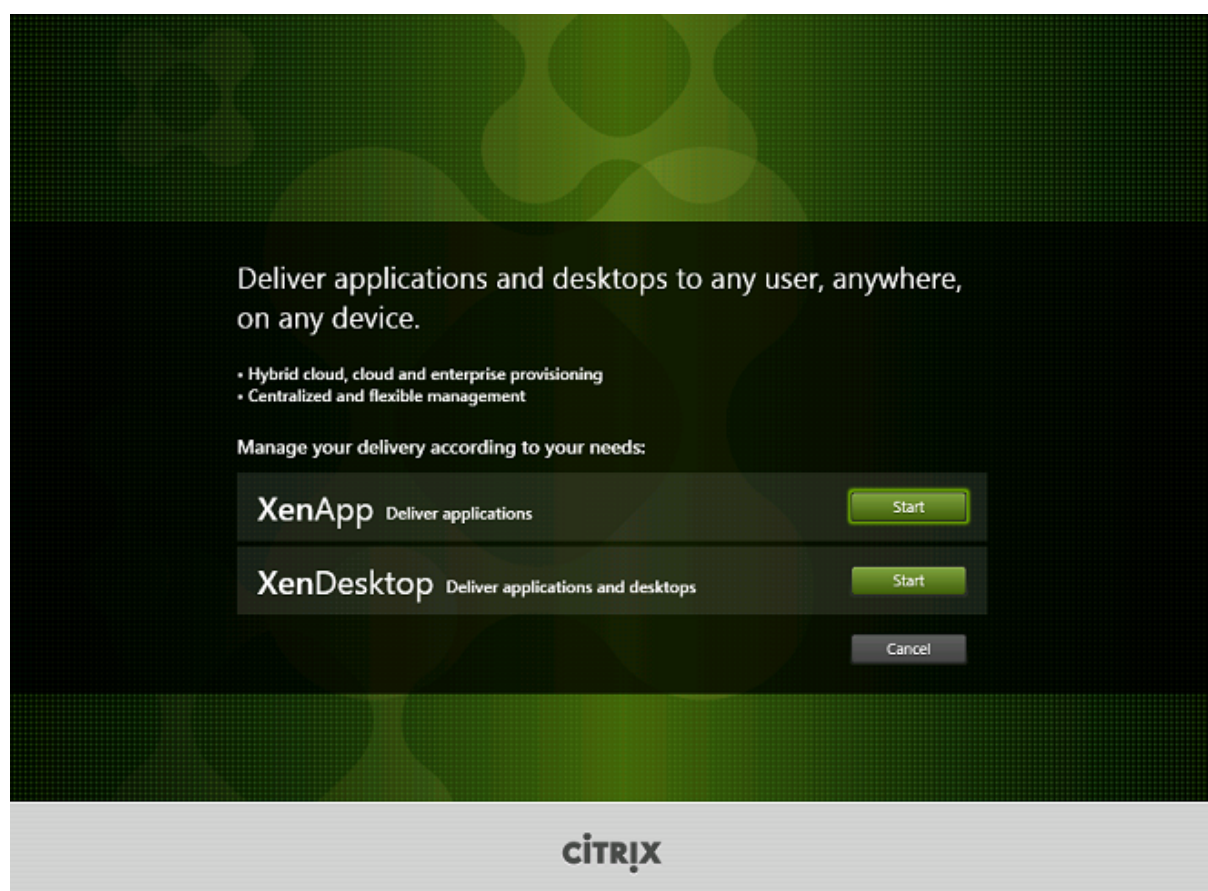 Deliver applications and desktops to any user, anywhere,
on any device.
• Hybrid cloud, cloud and enterprise provisioning
• Centralized and flexible management
Manage your delivery according to your needs:
XenApp Deliver applications Start
XenDesktop Deliver applications and desktops Start
Cancel
CİTRỊX